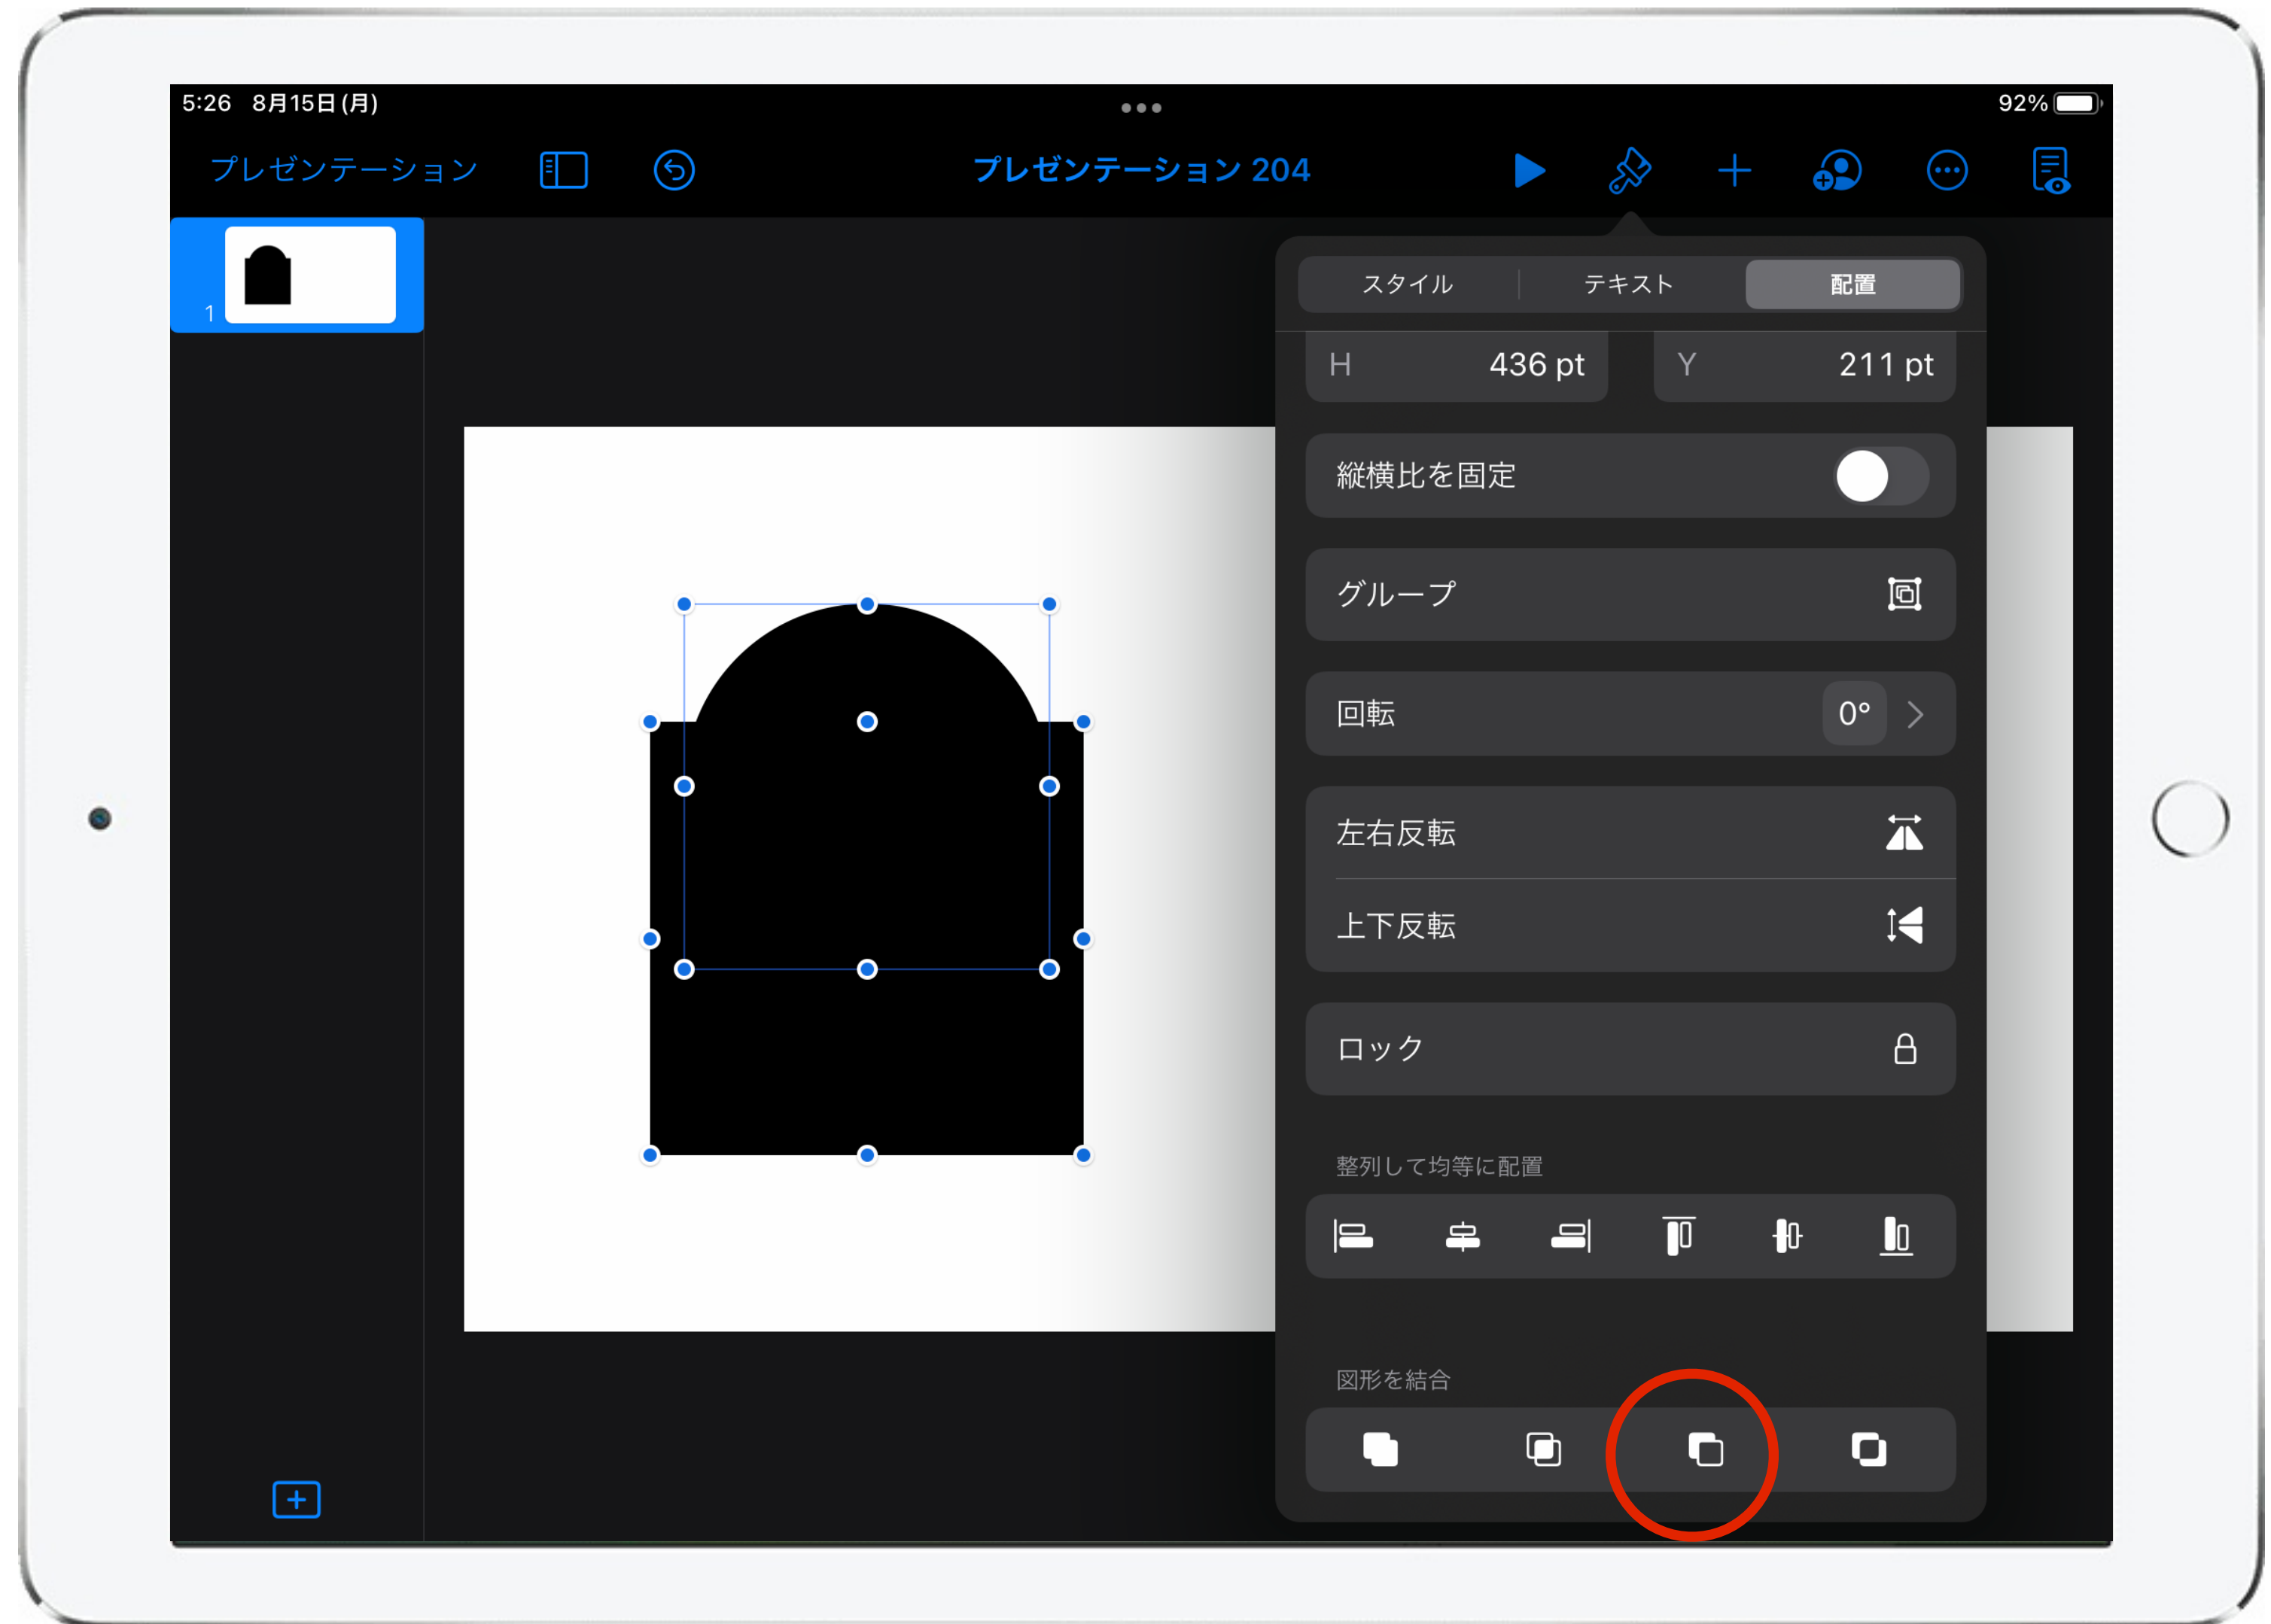 5:26 8月15日(月)
92%
プレゼンテーション
プレゼンテーション 204
1
スタイル
テキスト
配置
H 436 pt
Y 211 pt
縦横比を固定
グループ
回転
0°
左右反転
上下反転
ロック
整列して均等に配置
図形を結合